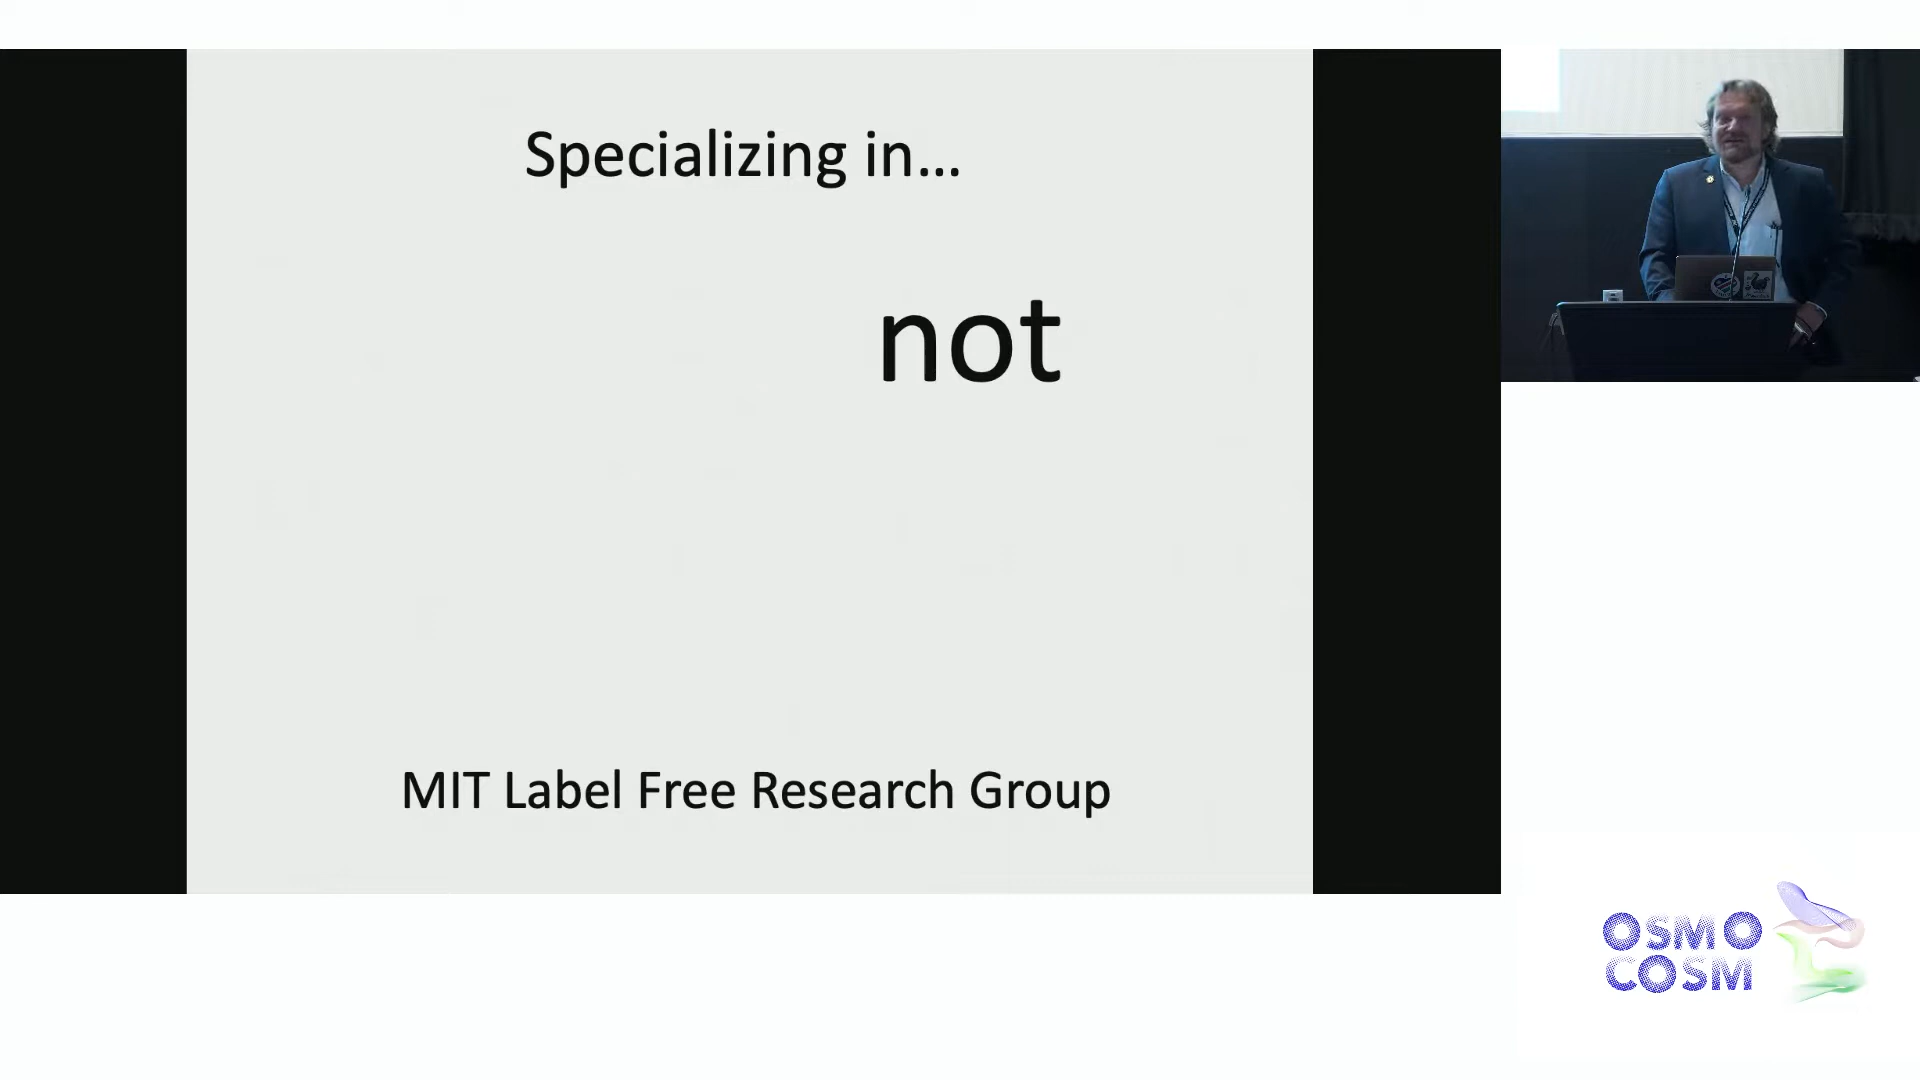 Specializing in...
not
MIT Label Free Research Group
OSMO
COSM